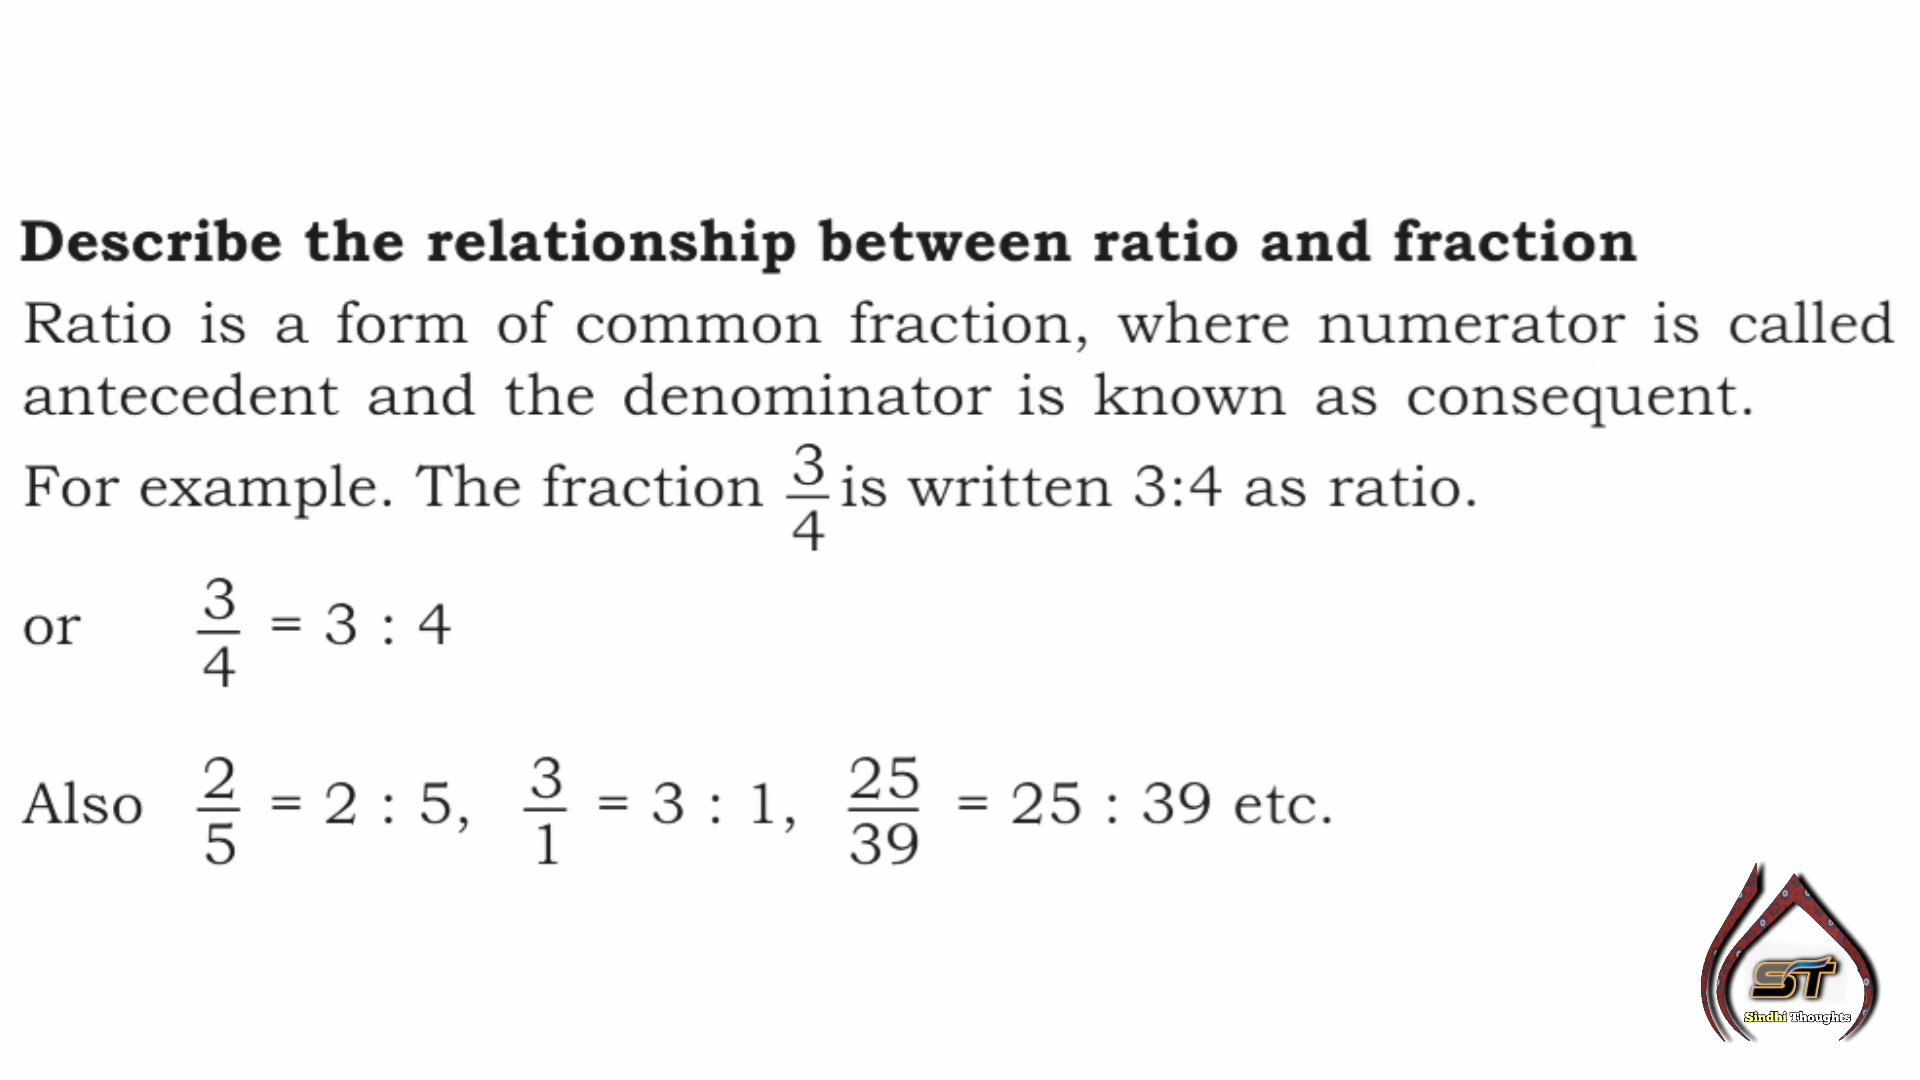 Describe the relationship between ratio and fraction
Ratio is a form of common fraction, where numerator is called
antecedent and the denominator is known as consequent.
For example. The fraction 3/4 is written 3:4 as ratio.
or 3/4 = 3 : 4
Also 2/5 = 2 : 5, 3/1 = 3 : 1, 25/39 = 25 : 39 etc.
ST
Sindhi Thoughts